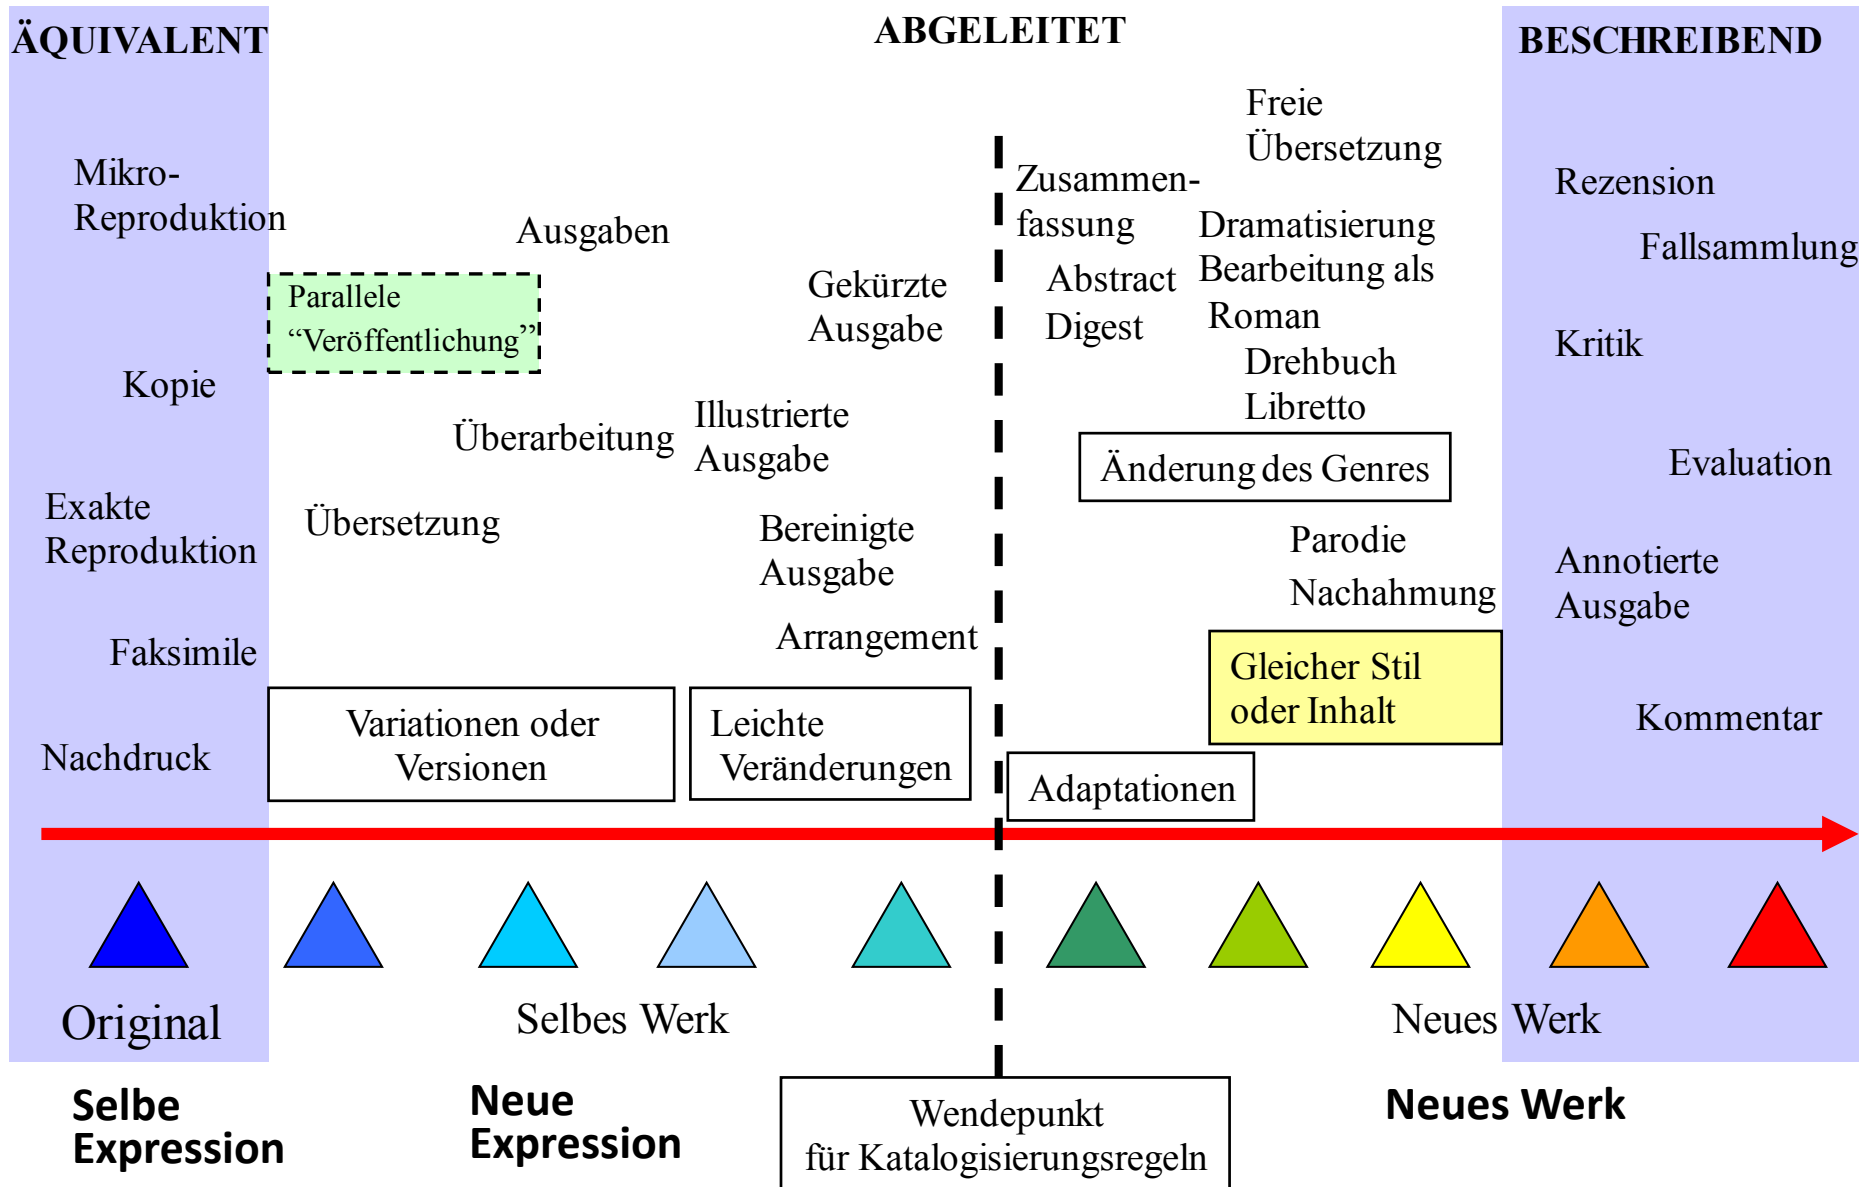 ÄQUIVALENT
ABGELEITET
BESCHREIBEND
Mikro-
Reproduktion
Kopie
Exakte
Reproduktion
Faksimile
Nachdruck
Ausgaben
Parallele
“Veröffentlichung”
Überarbeitung
Übersetzung
Variationen oder
Versionen
Gekürzte
Ausgabe
Illustrierte
Ausgabe
Bereinigte
Ausgabe
Arrangement
Leichte
Veränderungen
Zusammen-
fassung
Abstract
Digest
Freie
Übersetzung
Dramatisierung
Bearbeitung als
Roman
Drehbuch
Libretto
Änderung des Genres
Parodie
Nachahmung
Gleicher Stil
oder Inhalt
Adaptationen
Rezension
Fallsammlung
Kritik
Evaluation
Annotierte
Ausgabe
Kommentar
Original
Selbes Werk
Neues Werk
Selbe
Expression
Neue
Expression
Wendepunkt
für Katalogisierungsregeln
Neues Werk